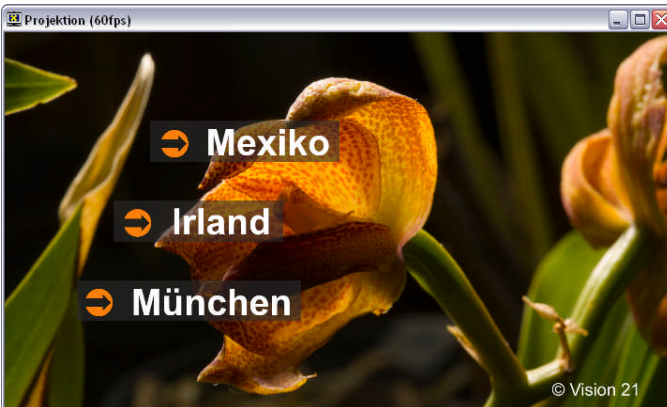 Projektion (60fps)
Mexiko
Irland
München
© Vision 21